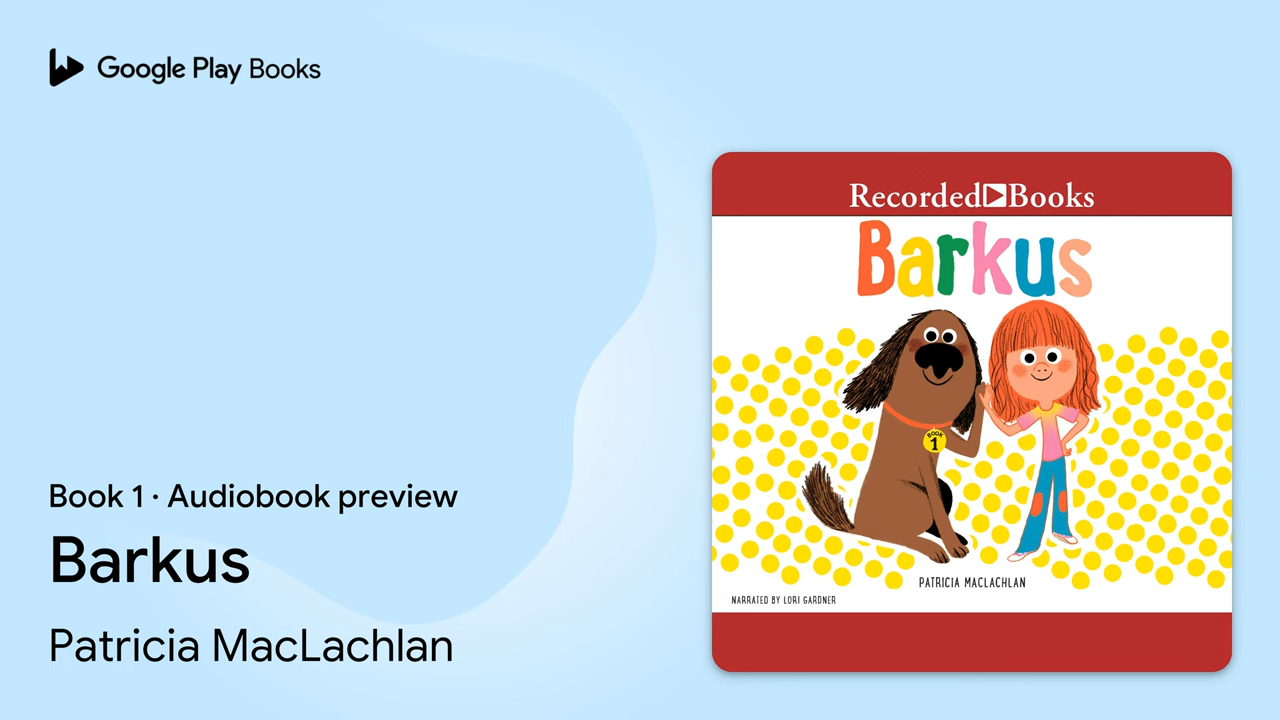 Google Play Books
Book 1 · Audiobook preview
Barkus
Patricia MacLachlan
Recorded Books
Barkus
BOOK
1
PATRICIA MACLACHLAN
NARRATED BY LORI GARDNER